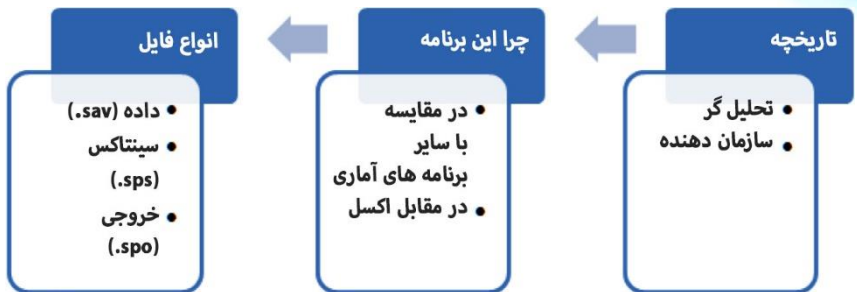 تاریخچه
• تحلیل گر
• سازمان دهنده
چرا این برنامه
• در مقایسه
با سایر
برنامه های آماری
• در مقابل اکسل
انواع فایل
• داده (.sav)
• سینتاکس
(.sps)
• خروجی
(.spo)